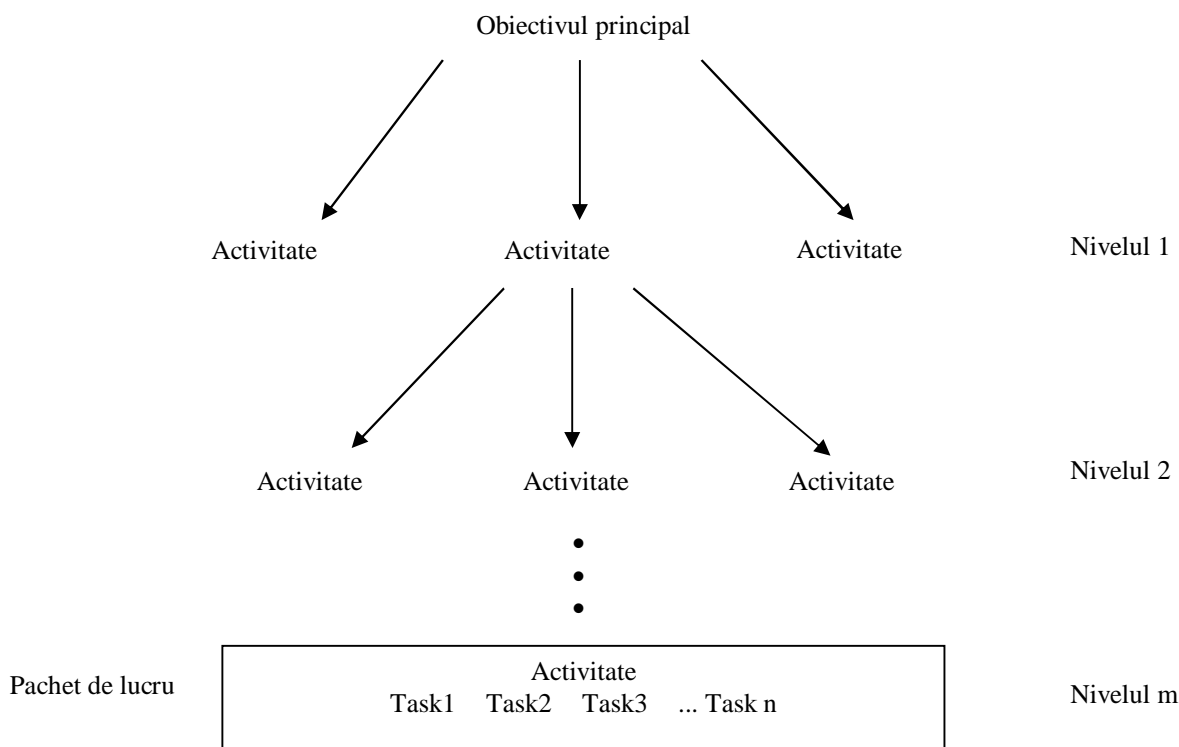 Obiectivul principal
Activitate Activitate Activitate Nivelul 1
Activitate Activitate Activitate Nivelul 2
Activitate
Pachet de lucru Task1 Task2 Task3 ... Task n Nivelul m